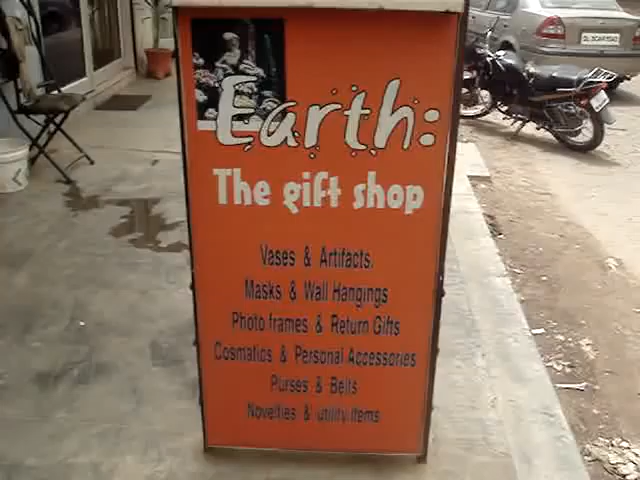 Earth:
The gift shop
Vases & Artifacts.
Masks & Wall Hangings
Photo frames & Return Gifts
Cosmatics & Personal Accessories
Purses & Belts
Novelties & utility items